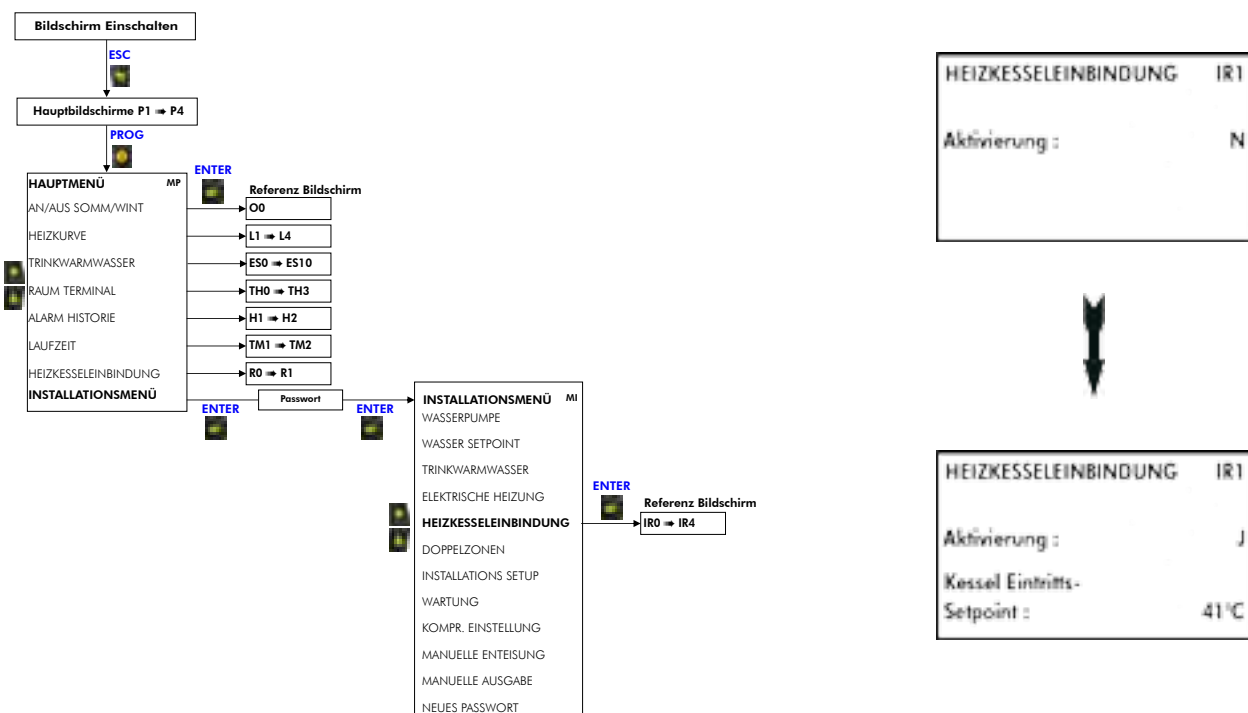 Bildschirm Einschalten
ESC
Hauptbildschirme P1 ➠ P4
PROG
HAUPTMENÜ MP
ENTER
Referenz Bildschirm
AN/AUS SOMM/WINT
O0
HEIZKURVE
L1 ➠ L4
TRINKWARMWASSER
ES0 ➠ ES10
RAUM TERMINAL
TH0 ➠ TH3
ALARM HISTORIE
H1 ➠ H2
LAUFZEIT
TM1 ➠ TM2
HEIZKESSELEINBINDUNG
R0 ➠ R1
INSTALLATIONSMENÜ
ENTER
Passwort
ENTER
INSTALLATIONSMENÜ MI
WASSERPUMPE
WASSER SETPOINT
TRINKWARMWASSER
ELEKTRISCHE HEIZUNG
HEIZKESSELEINBINDUNG
ENTER
Referenz Bildschirm
IR0 ➠ IR4
DOPPELZONEN
INSTALLATIONS SETUP
WARTUNG
KOMPR. EINSTELLUNG
MANUELLE ENTEISUNG
MANUELLE AUSGABE
NEUES PASSWORT
HEIZKESSELEINBINDUNG IR1
Aktivierung : N
HEIZKESSELEINBINDUNG IR1
Aktivierung : J
Kessel Eintritts-
Setpoint : 41°C